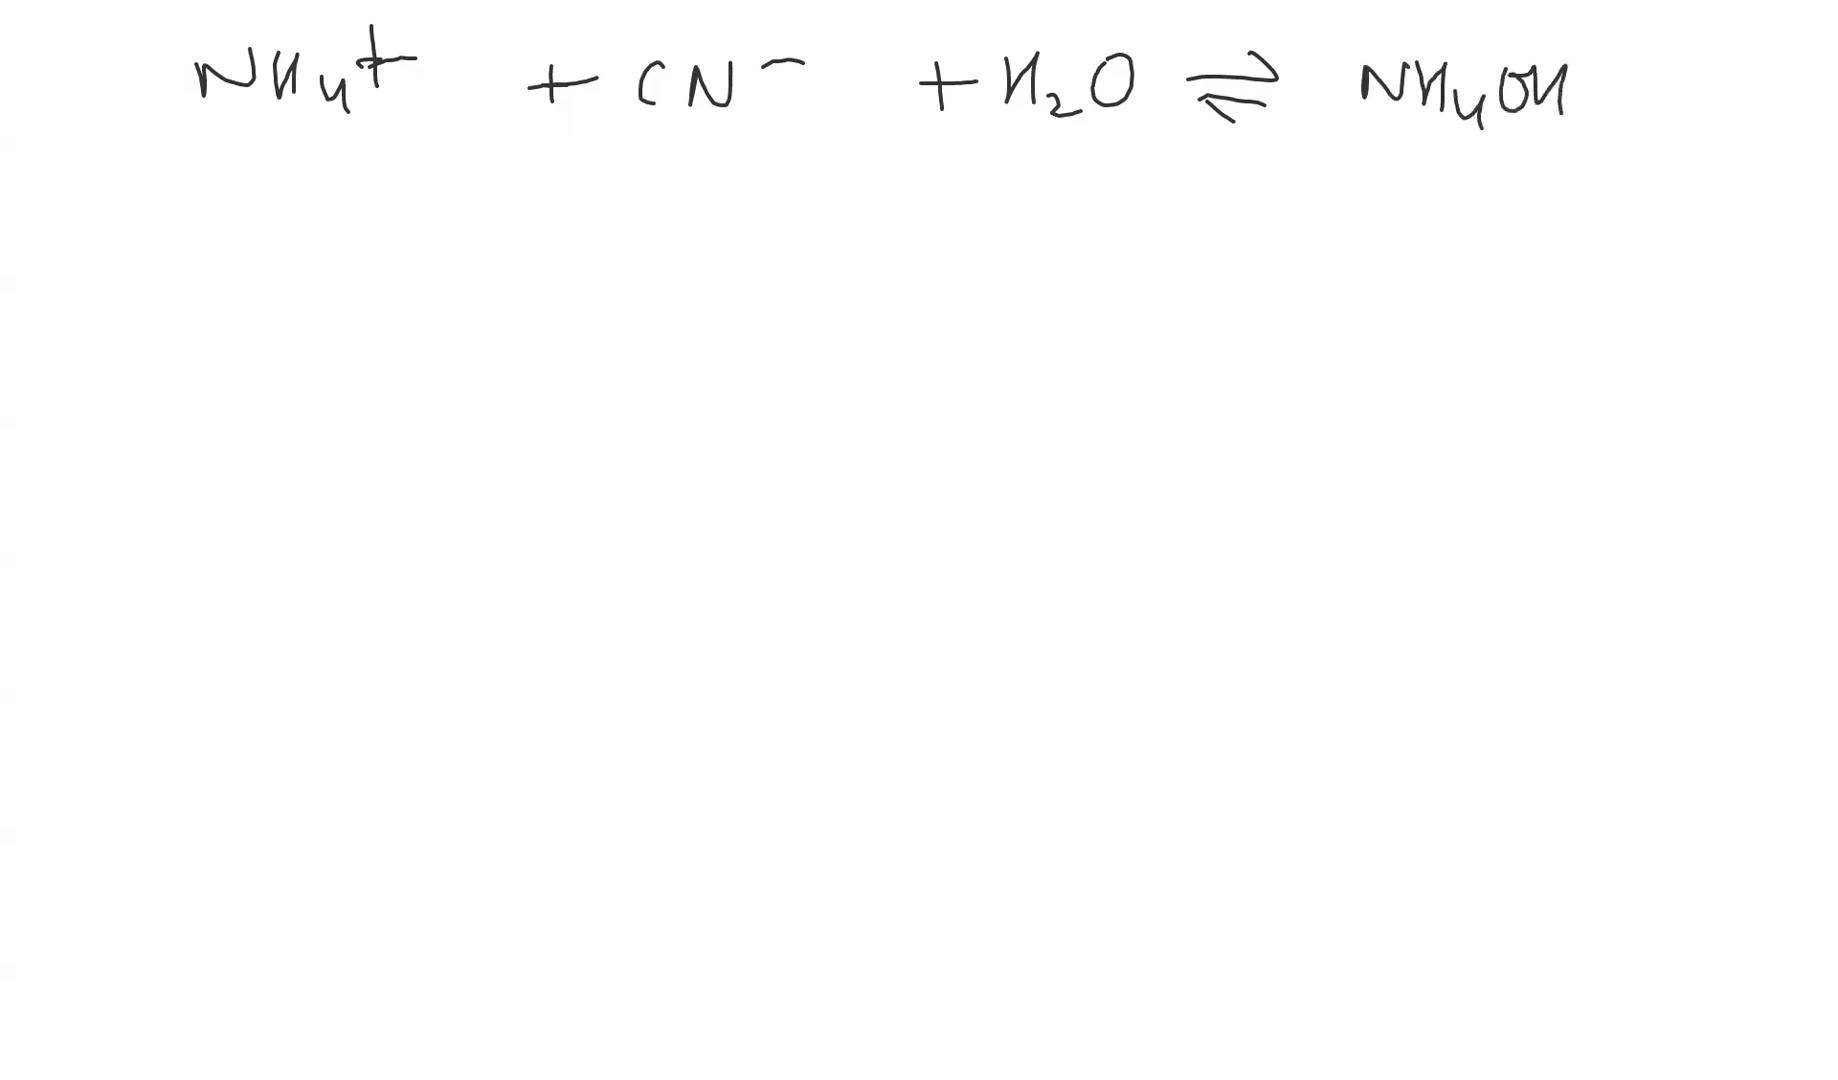 NH₄⁺ + CN⁻ + H₂O ⇌ NH₄OH